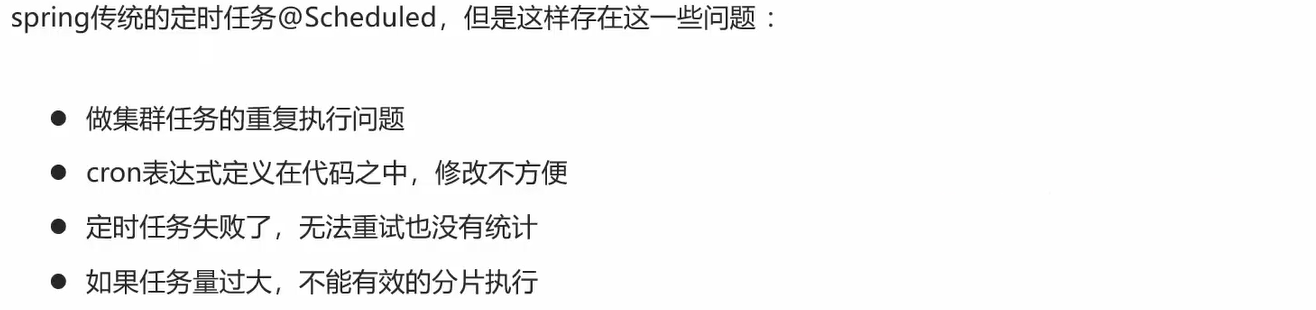 spring传统的定时任务@Scheduled，但是这样存在这一些问题：
● 做集群任务的重复执行问题
● cron表达式定义在代码之中，修改不方便
● 定时任务失败了，无法重试也没有统计
● 如果任务量过大，不能有效的分片执行